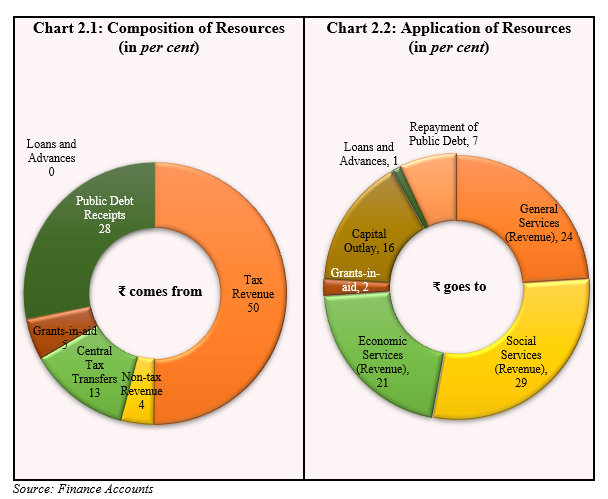 Chart 2.1: Composition of Resources
(in per cent)
Loans and
Advances
0
Public Debt
Receipts
28
Tax
Revenue
50
₹ comes from
Grants-in-aid
5
Central
Tax
Transfers
13
Non-tax
Revenue
4
Chart 2.2: Application of Resources
(in per cent)
Repayment of
Public Debt, 7
Loans and
Advances, 1
General
Services
(Revenue), 24
Capital
Outlay, 16
Grants-in-
aid, 2
₹ goes to
Economic
Services
(Revenue),
21
Social
Services
(Revenue),
29
Source: Finance Accounts